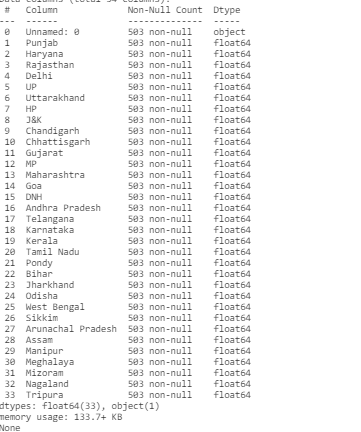 Data columns (total 34 columns):
 #   Column             Non-Null Count  Dtype
---  ------             --------------  -----
 0   Unnamed: 0         503 non-null    object
 1   Punjab             503 non-null    float64
 2   Haryana            503 non-null    float64
 3   Rajasthan          503 non-null    float64
 4   Delhi              503 non-null    float64
 5   UP                 503 non-null    float64
 6   Uttarakhand        503 non-null    float64
 7   HP                 503 non-null    float64
 8   J&K                503 non-null    float64
 9   Chandigarh         503 non-null    float64
 10  Chhattisgarh       503 non-null    float64
 11  Gujarat            503 non-null    float64
 12  MP                 503 non-null    float64
 13  Maharashtra        503 non-null    float64
 14  Goa                503 non-null    float64
 15  DNH                503 non-null    float64
 16  Andhra Pradesh     503 non-null    float64
 17  Telangana          503 non-null    float64
 18  Karnataka          503 non-null    float64
 19  Kerala             503 non-null    float64
 20  Tamil Nadu         503 non-null    float64
 21  Pondy              503 non-null    float64
 22  Bihar              503 non-null    float64
 23  Jharkhand          503 non-null    float64
 24  Odisha             503 non-null    float64
 25  West Bengal        503 non-null    float64
 26  Sikkim             503 non-null    float64
 27  Arunachal Pradesh  503 non-null    float64
 28  Assam              503 non-null    float64
 29  Manipur            503 non-null    float64
 30  Meghalaya          503 non-null    float64
 31  Mizoram            503 non-null    float64
 32  Nagaland           503 non-null    float64
 33  Tripura            503 non-null    float64
dtypes: float64(33), object(1)
memory usage: 133.7+ KB
None